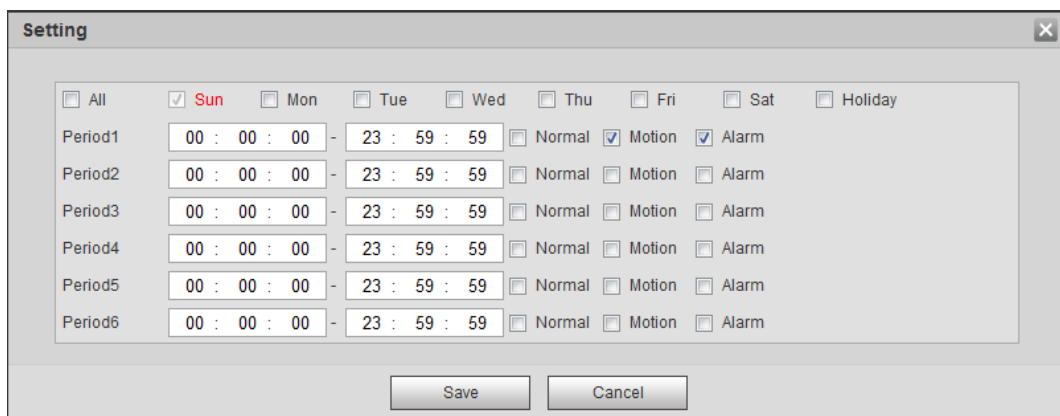 Setting
All Sun Mon Tue Wed Thu Fri Sat Holiday
Period1 00 : 00 : 00 - 23 : 59 : 59 Normal Motion Alarm
Period2 00 : 00 : 00 - 23 : 59 : 59 Normal Motion Alarm
Period3 00 : 00 : 00 - 23 : 59 : 59 Normal Motion Alarm
Period4 00 : 00 : 00 - 23 : 59 : 59 Normal Motion Alarm
Period5 00 : 00 : 00 - 23 : 59 : 59 Normal Motion Alarm
Period6 00 : 00 : 00 - 23 : 59 : 59 Normal Motion Alarm
Save Cancel